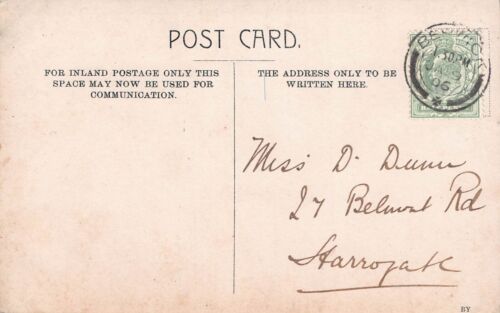 POST CARD.
FOR INLAND POSTAGE ONLY THIS
SPACE MAY NOW BE USED FOR
COMMUNICATION.
THE ADDRESS ONLY TO BE
WRITTEN HERE.
Miss D. Dunn
27 Belmont Rd
Harrogate
BY